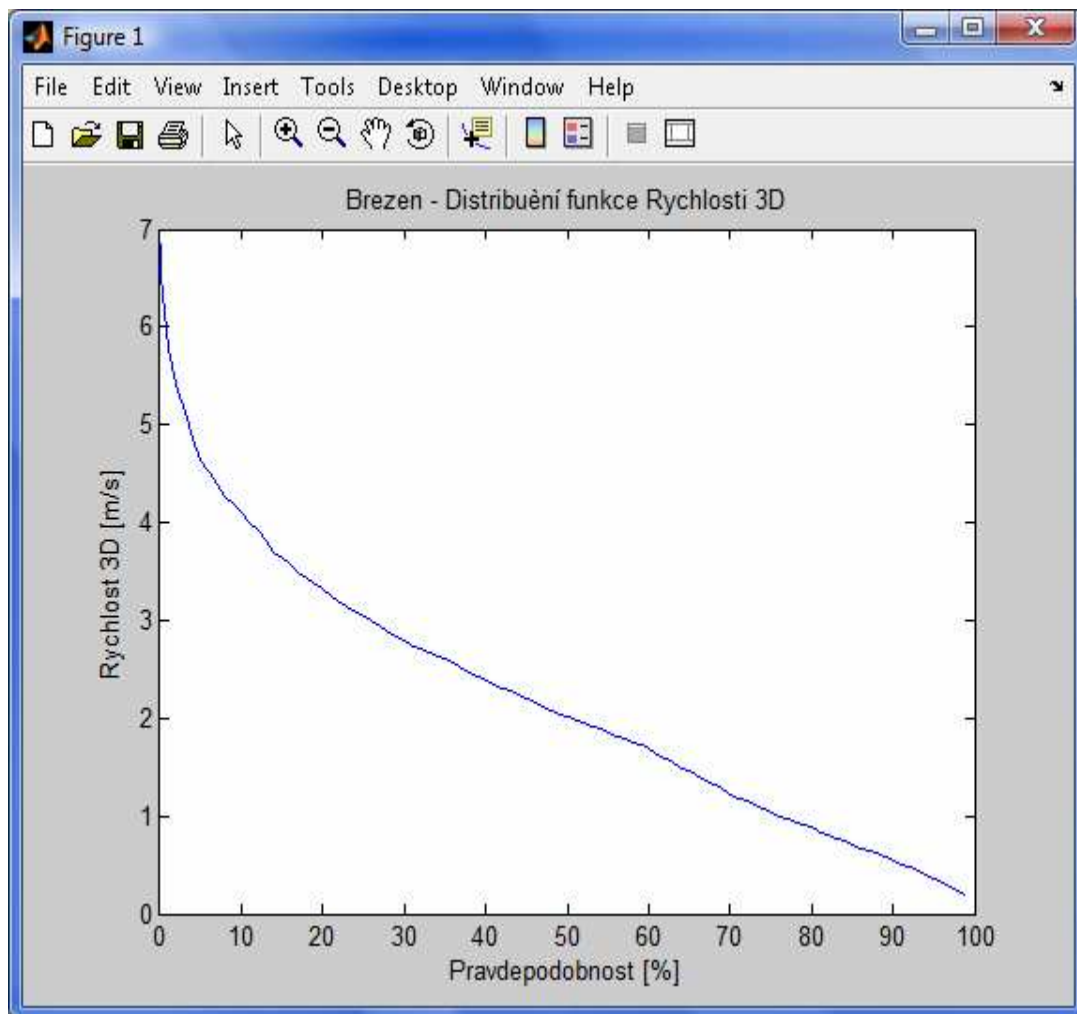 Figure 1
File Edit View Insert Tools Desktop Window Help
Brezen - Distribuèní funkce Rychlosti 3D
7
6
5
4
3
2
1
0
Rychlost 3D [m/s]
0 10 20 30 40 50 60 70 80 90 100
Pravdepodobnost [%]